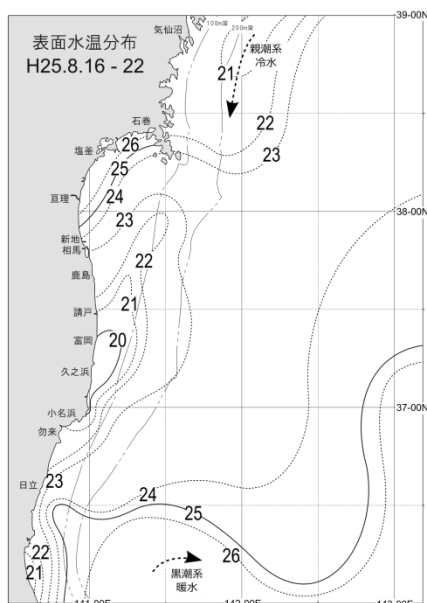 表面水温分布
H25.8.16 - 22
気仙沼
100m深
200m深
39-00N
21
親潮系
冷水
石巻
22
26
塩釜
23
25
亘理
24
38-00N
23
新地
相馬
22
鹿島
21
請戸
富岡
20
久之浜
小名浜
37-00N
勿来
日立
23
24
25
22
26
21
黒潮系
暖水